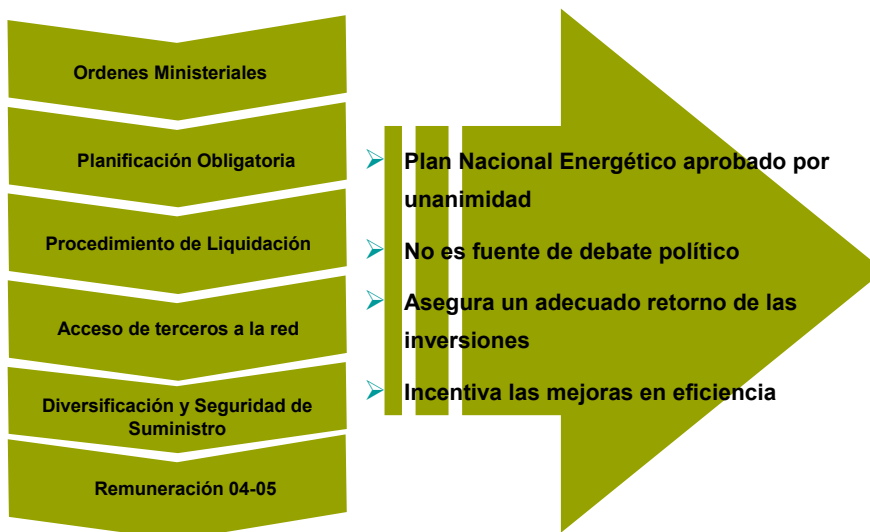 Ordenes Ministeriales
Planificación Obligatoria
Procedimiento de Liquidación
Acceso de terceros a la red
Diversificación y Seguridad de
Suministro
Remuneración 04-05
Plan Nacional Energético aprobado por
unanimidad
No es fuente de debate político
Asegura un adecuado retorno de las
inversiones
Incentiva las mejoras en eficiencia